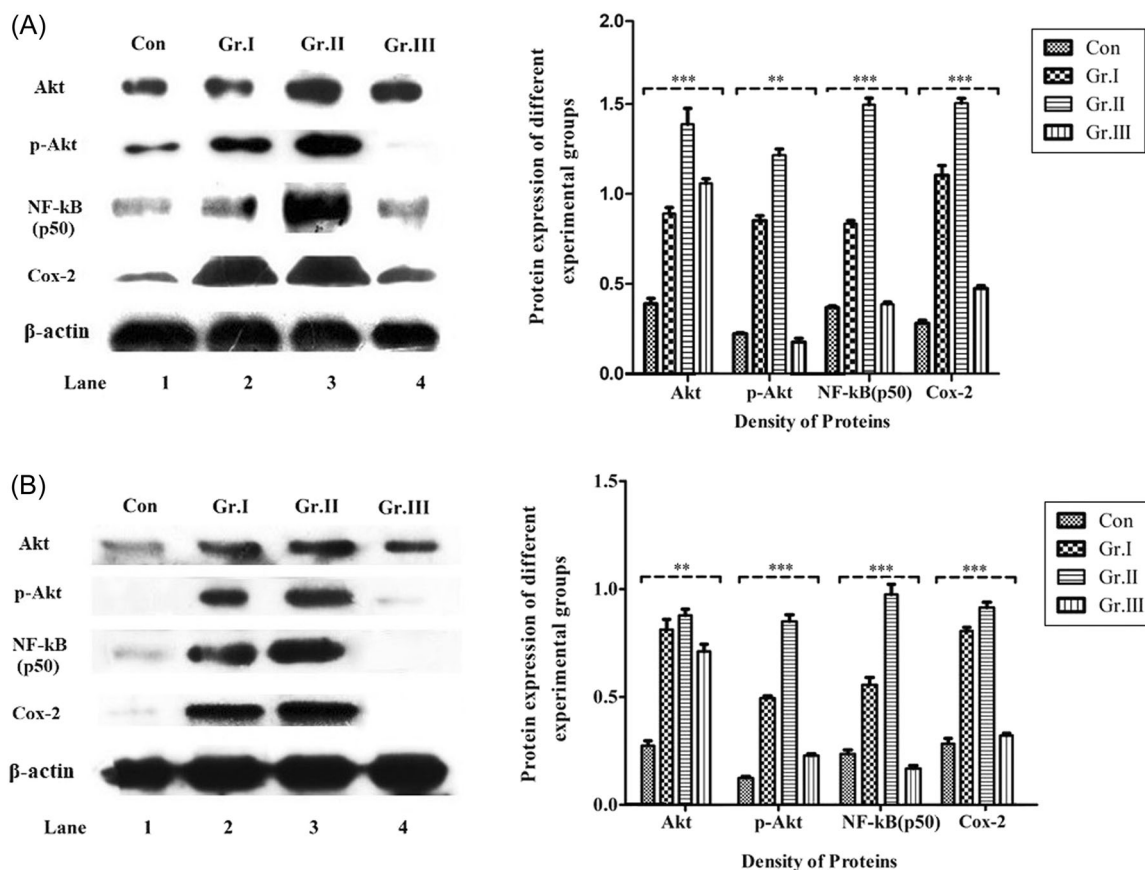 (A)
Con Gr.I Gr.II Gr.III
Akt
p-Akt
NF-kB
(p50)
Cox-2
β-actin
Lane 1 2 3 4
Protein expression of different
experimental groups
2.0
1.5
1.0
0.5
0.0
*** ** *** ***
Akt p-Akt NF-kB(p50) Cox-2
Density of Proteins
Con
Gr.I
Gr.II
Gr.III
(B)
Con Gr.I Gr.II Gr.III
Akt
p-Akt
NF-kB
(p50)
Cox-2
β-actin
Lane 1 2 3 4
Protein expression of different
experimental groups
1.5
1.0
0.5
0.0
** *** *** ***
Akt p-Akt NF-kB(p50) Cox-2
Density of Proteins
Con
Gr.I
Gr.II
Gr.III